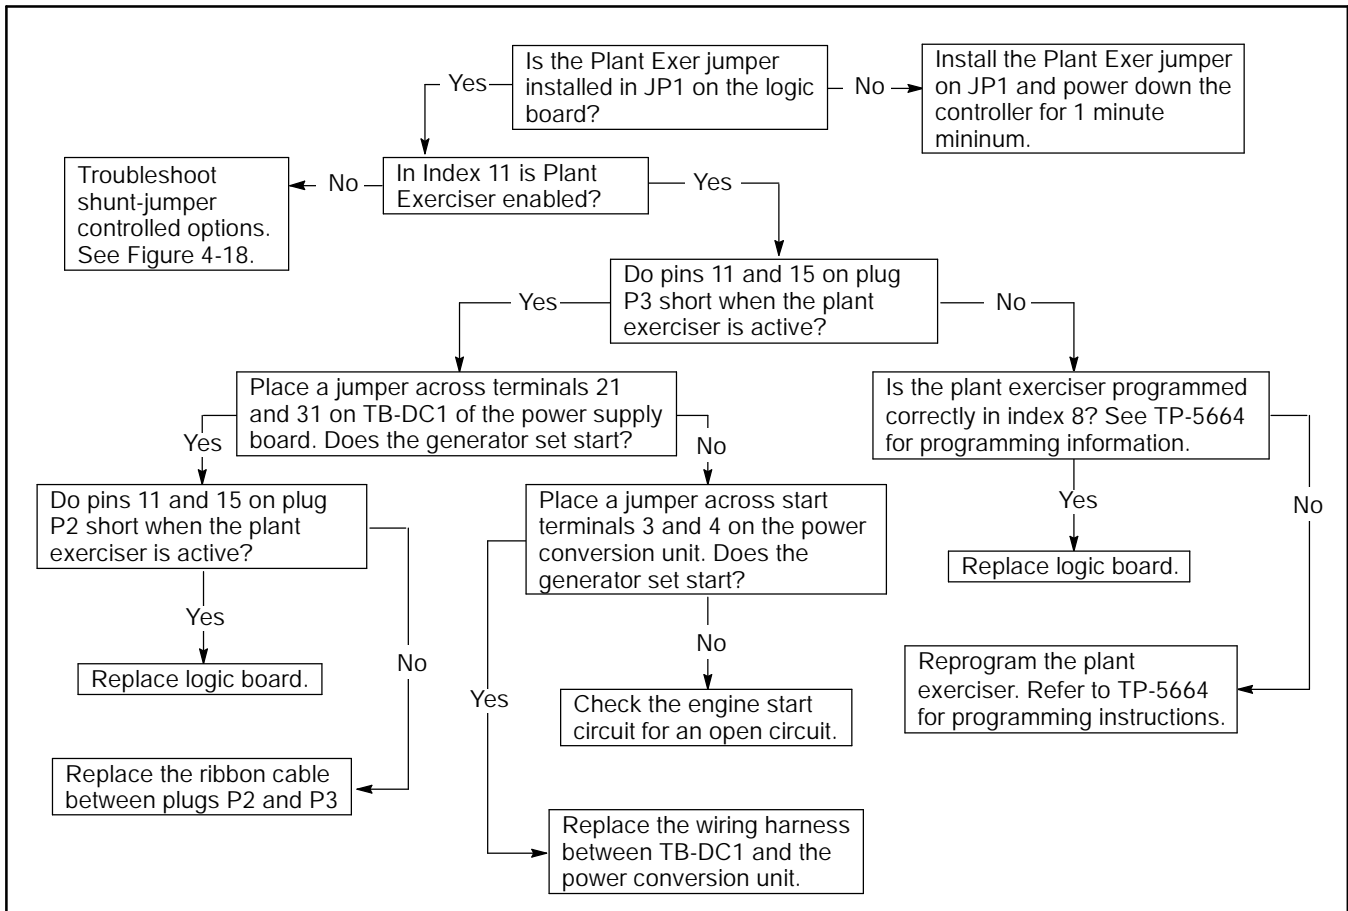 Is the Plant Exer jumper
installed in JP1 on the logic
board?
Yes
No
Install the Plant Exer jumper
on JP1 and power down the
controller for 1 minute
mininum.
In Index 11 is Plant
Exerciser enabled?
No
Yes
Troubleshoot
shunt-jumper
controlled options.
See Figure 4-18.
Do pins 11 and 15 on plug
P3 short when the plant
exerciser is active?
Yes
No
Place a jumper across terminals 21
and 31 on TB-DC1 of the power supply
board. Does the generator set start?
Yes
No
Is the plant exerciser programmed
correctly in index 8? See TP-5664
for programming information.
Yes
No
Do pins 11 and 15 on plug
P2 short when the plant
exerciser is active?
Yes
No
Place a jumper across start
terminals 3 and 4 on the power
conversion unit. Does the
generator set start?
No
Yes
Replace logic board.
Replace logic board.
Check the engine start
circuit for an open circuit.
Reprogram the plant
exerciser. Refer to TP-5664
for programming instructions.
Replace the ribbon cable
between plugs P2 and P3
Replace the wiring harness
between TB-DC1 and the
power conversion unit.